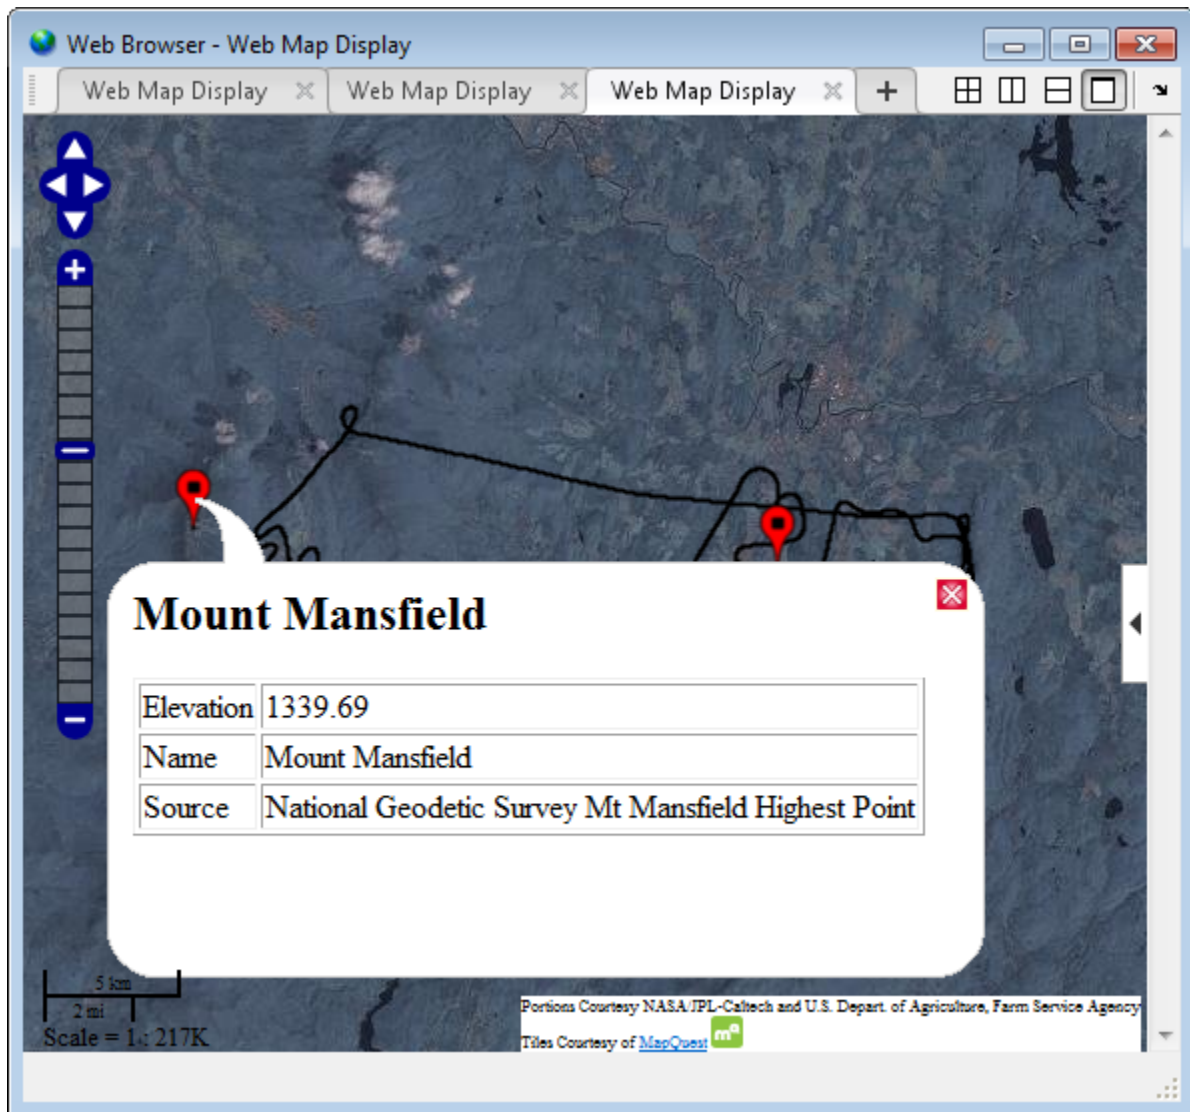 Web Browser - Web Map Display
Web Map Display Web Map Display Web Map Display
Mount Mansfield
Elevation 1339.69
Name Mount Mansfield
Source National Geodetic Survey Mt Mansfield Highest Point
5 km
2 mi
Scale = 1 : 217K
Portions Courtesy NASA/JPL-Caltech and U.S. Depart. of Agriculture, Farm Service Agency
Tiles Courtesy of MapQuest mq